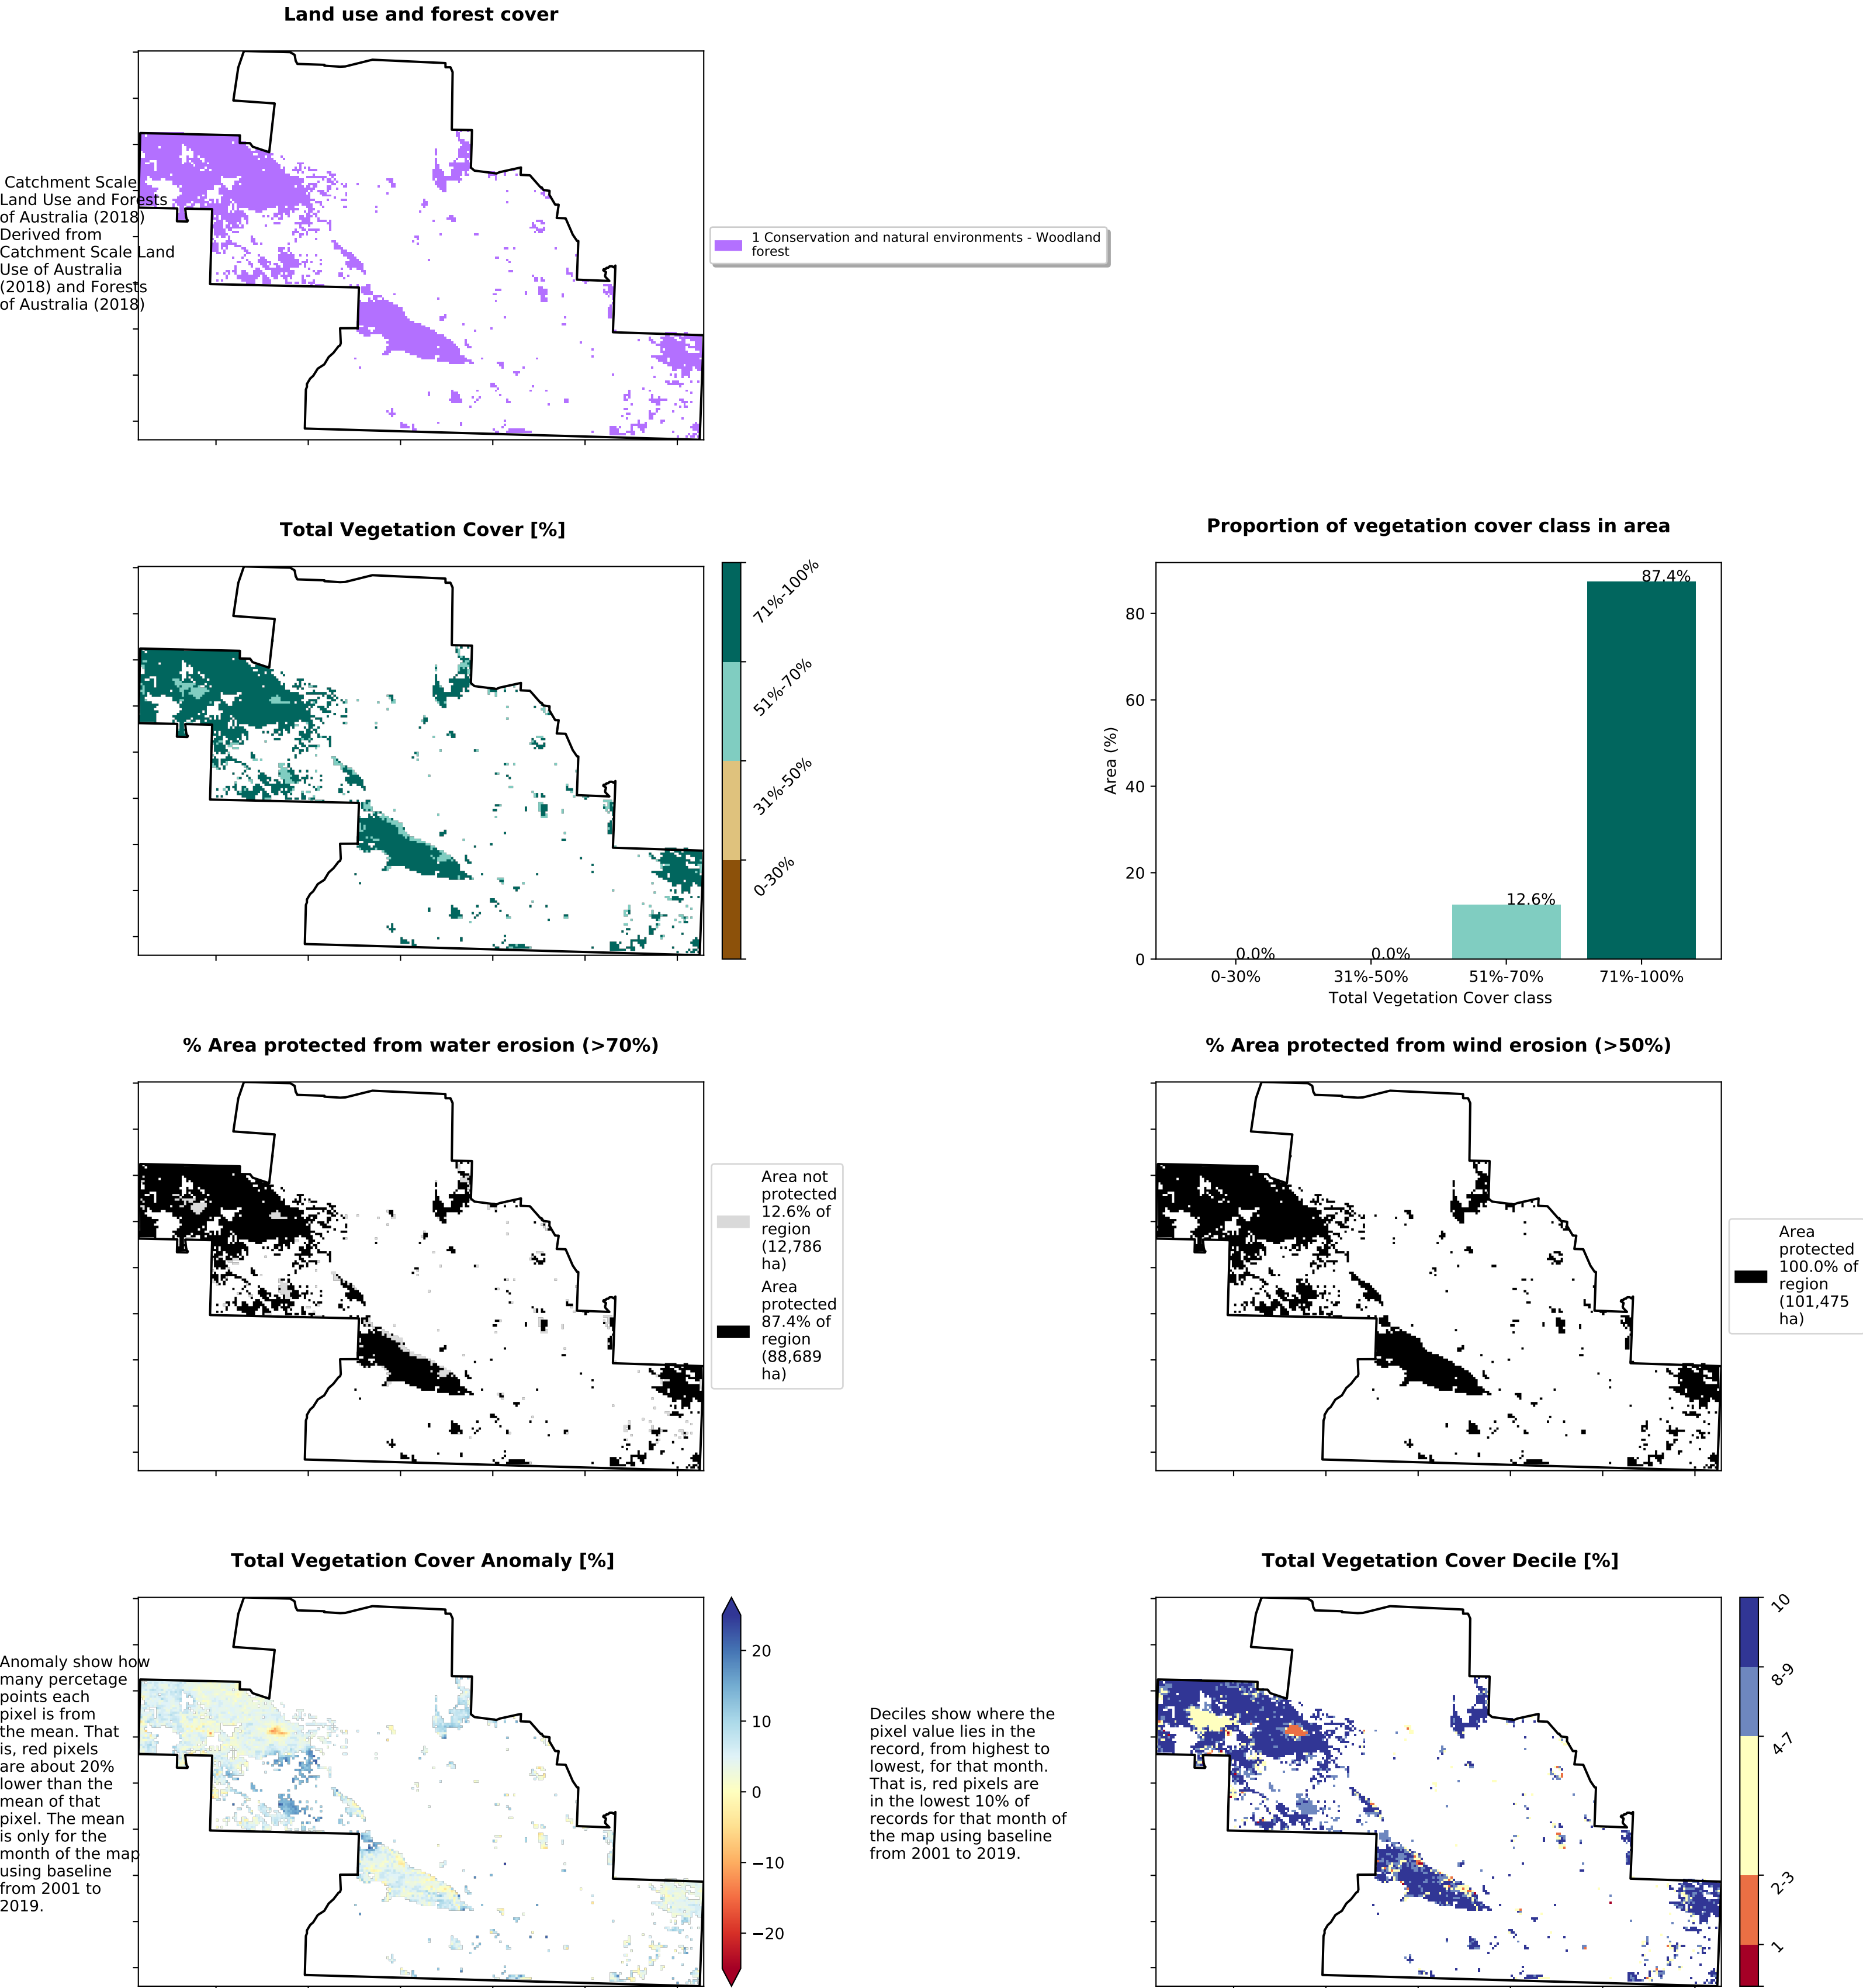 Land use and forest cover
Catchment Scale
Land Use and Forests
of Australia (2018)
Derived from
Catchment Scale Land
Use of Australia
(2018) and Forests
of Australia (2018)
1 Conservation and natural environments - Woodland
forest
Total Vegetation Cover [%]
71%-100%
51%-70%
31%-50%
0-30%
Proportion of vegetation cover class in area
Area (%)
80
60
40
20
0
0.0%
0.0%
12.6%
87.4%
0-30%
31%-50%
51%-70%
71%-100%
Total Vegetation Cover class
% Area protected from water erosion (>70%)
Area not
protected
12.6% of
region
(12,786
ha)
Area
protected
87.4% of
region
(88,689
ha)
% Area protected from wind erosion (>50%)
Area
protected
100.0% of
region
(101,475
ha)
Total Vegetation Cover Anomaly [%]
Anomaly show how
many percetage
points each
pixel is from
the mean. That
is, red pixels
are about 20%
lower than the
mean of that
pixel. The mean
is only for the
month of the map
using baseline
from 2001 to
2019.
20
10
0
−10
−20
Deciles show where the
pixel value lies in the
record, from highest to
lowest, for that month.
That is, red pixels are
in the lowest 10% of
records for that month of
the map using baseline
from 2001 to 2019.
Total Vegetation Cover Decile [%]
10
8-9
4-7
2-3
1